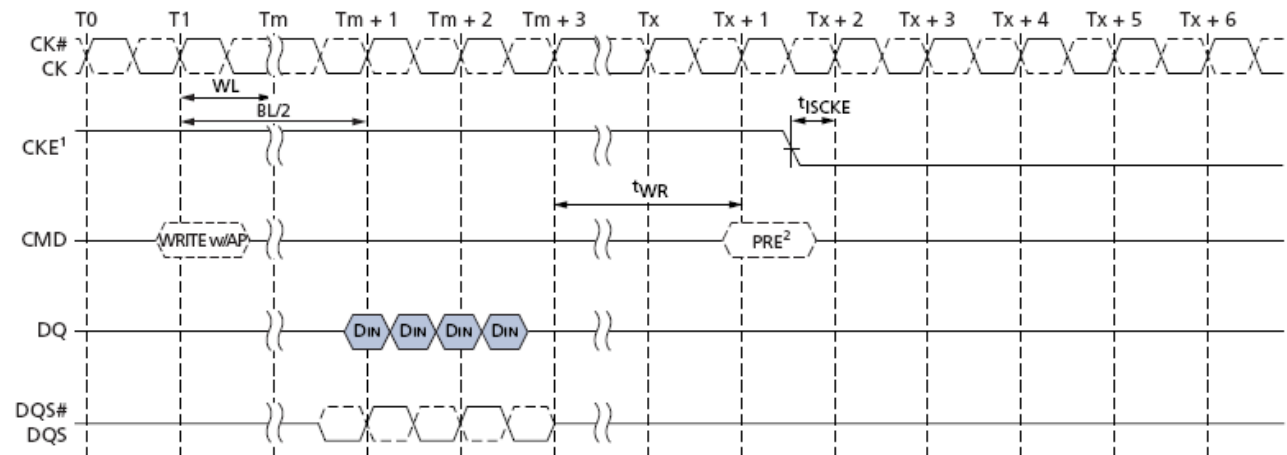 T0 T1 Tm Tm + 1 Tm + 2 Tm + 3 Tx Tx + 1 Tx + 2 Tx + 3 Tx + 4 Tx + 5 Tx + 6
CK#
CK
WL
BL/2
tISCKE
CKE1
tWR
CMD WRITE w/AP PRE2
DQ DIN DIN DIN DIN
DQS#
DQS